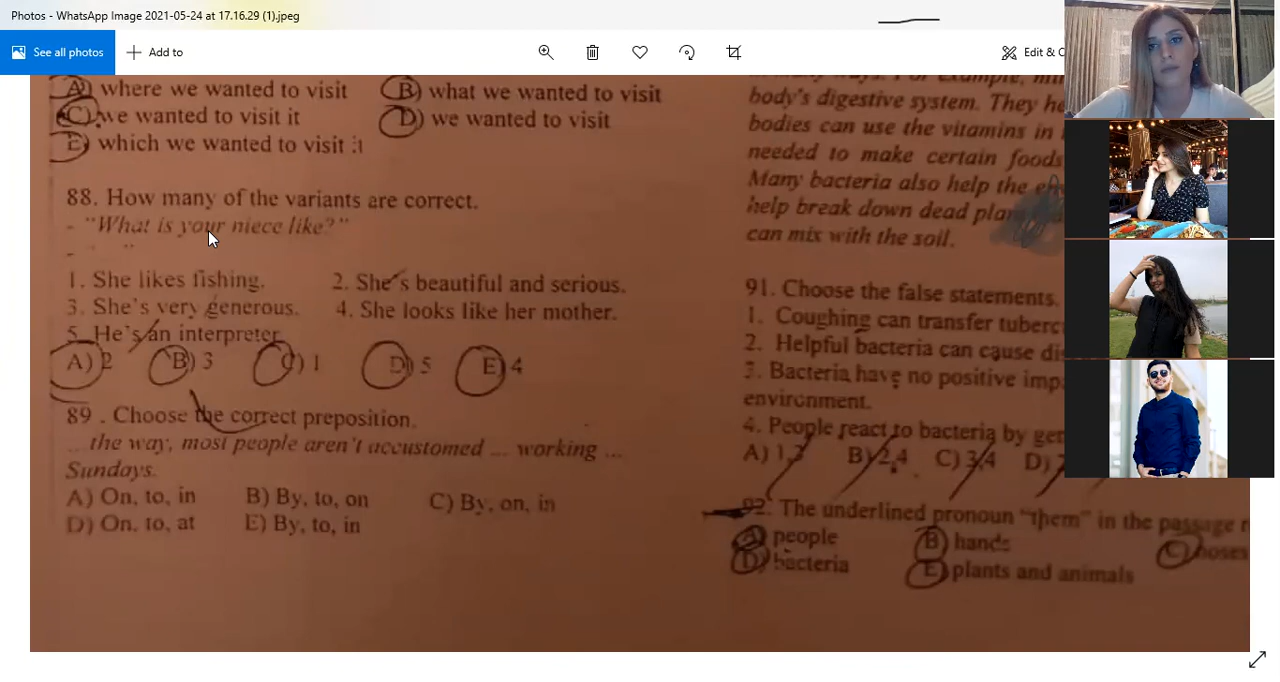 Photos - WhatsApp Image 2021-05-24 at 17.16.29 (1).jpeg
See all photos
Add to
Edit & C
A) where we wanted to visit B) what we wanted to visit
C) we wanted to visit it D) we wanted to visit
E) which we wanted to visit it
88. How many of the variants are correct.
- "What is your niece like?"
- "
1. She likes fishing. 2. She's beautiful and serious.
3. She's very generous. 4. She looks like her mother.
5. He's an interpreter
A) 2 B) 3 C) 1 D) 5 E) 4
89 . Choose the correct preposition.
... the way, most people aren't accustomed ... working ...
Sundays.
A) On, to, in B) By, to, on C) By, on, in
D) On, to, at E) By, to, in
body's digestive system. They he
bodies can use the vitamins in
needed to make certain foods
Many bacteria also help the
help break down dead plan
can mix with the soil.
91. Choose the false statements.
1. Coughing can transfer tuberc
2. Helpful bacteria can cause dis
3. Bacteria have no positive imp
environment.
4. People react to bacteria by ge
A) 1,3 B) 2,4 C) 3,4 D)
92. The underlined pronoun "them" in the passage r
A) people B) hands C) noses
D) bacteria E) plants and animals